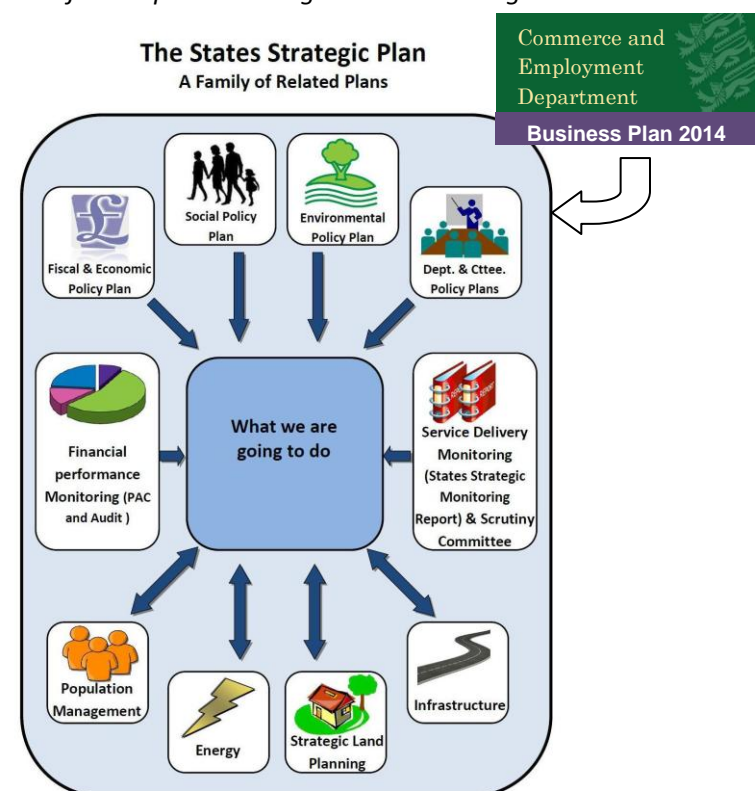 The States Strategic Plan
A Family of Related Plans
Commerce and
Employment
Department
Business Plan 2014
Social Policy
Plan
Environmental
Policy Plan
Fiscal & Economic
Policy Plan
Dept. & Cttee.
Policy Plans
What we are
going to do
Financial
performance
Monitoring (PAC
and Audit )
Service Delivery
Monitoring
(States Strategic
Monitoring
Report) & Scrutiny
Committee
Population
Management
Energy
Strategic Land
Planning
Infrastructure